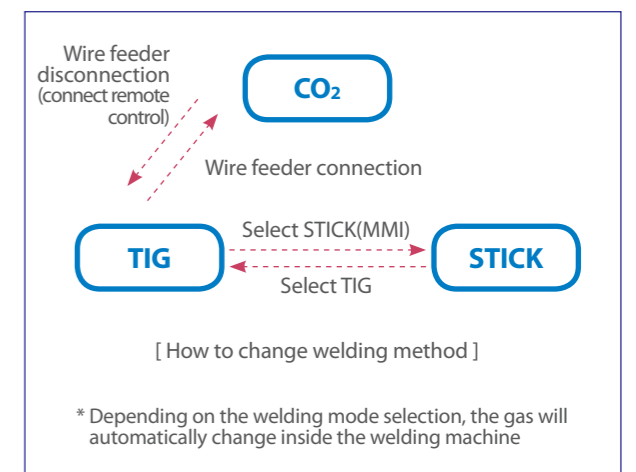 Wire feeder
disconnection
(connect remote
control)
CO₂
Wire feeder connection
TIG
Select STICK(MMI)
Select TIG
STICK
[ How to change welding method ]
* Depending on the welding mode selection, the gas will
automatically change inside the welding machine